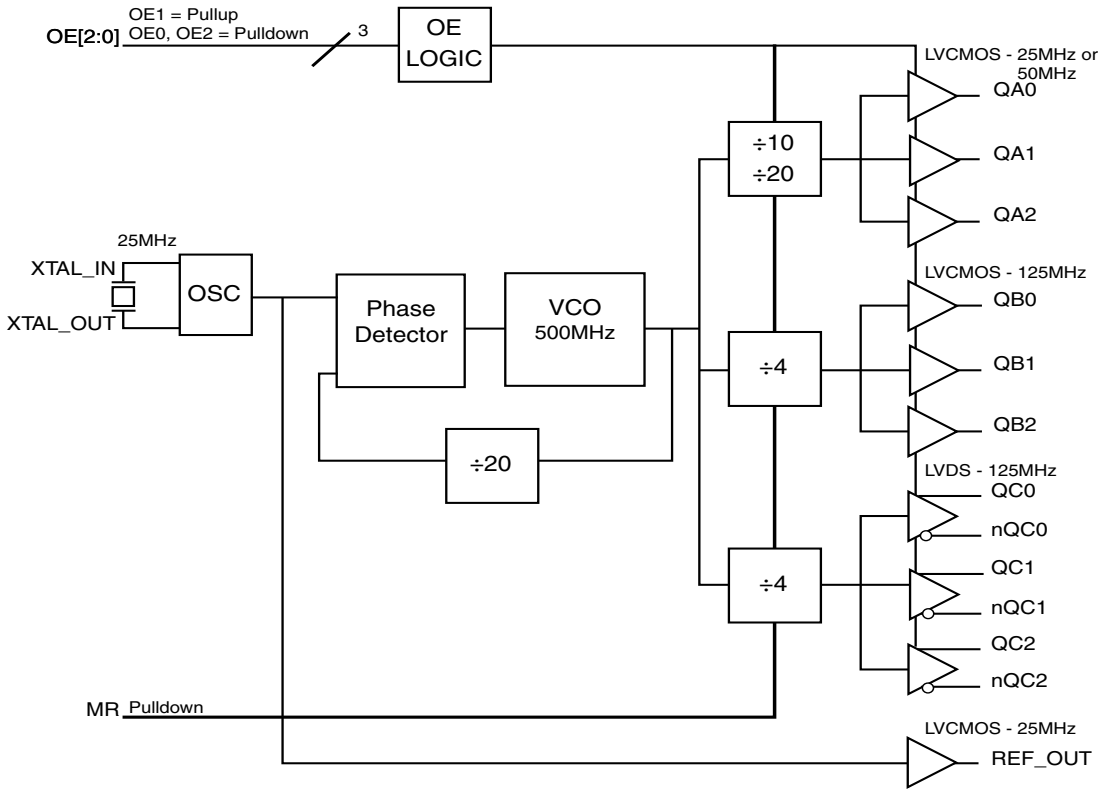 OE1 = Pullup
OE[2:0]
OE0, OE2 = Pulldown
3
OE
LOGIC
LVCMOS - 25MHz or
50MHz
QA0
÷10
÷20
QA1
QA2
25MHz
XTAL_IN
OSC
XTAL_OUT
Phase
Detector
VCO
500MHz
÷20
LVCMOS - 125MHz
QB0
÷4
QB1
QB2
LVDS - 125MHz
QC0
nQC0
÷4
QC1
nQC1
QC2
nQC2
MR
Pulldown
LVCMOS - 25MHz
REF_OUT